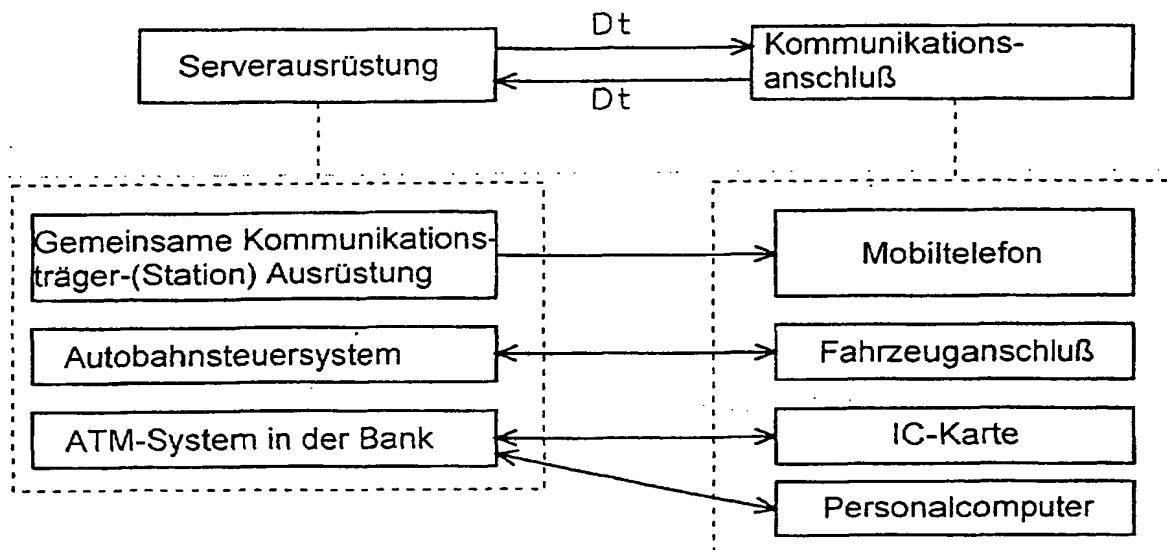 Dt
Serverausrüstung
Kommunikations-
anschluß
Dt
Gemeinsame Kommunikations-
träger-(Station) Ausrüstung
Mobiltelefon
Autobahnsteuersystem
Fahrzeuganschluß
ATM-System in der Bank
IC-Karte
Personalcomputer